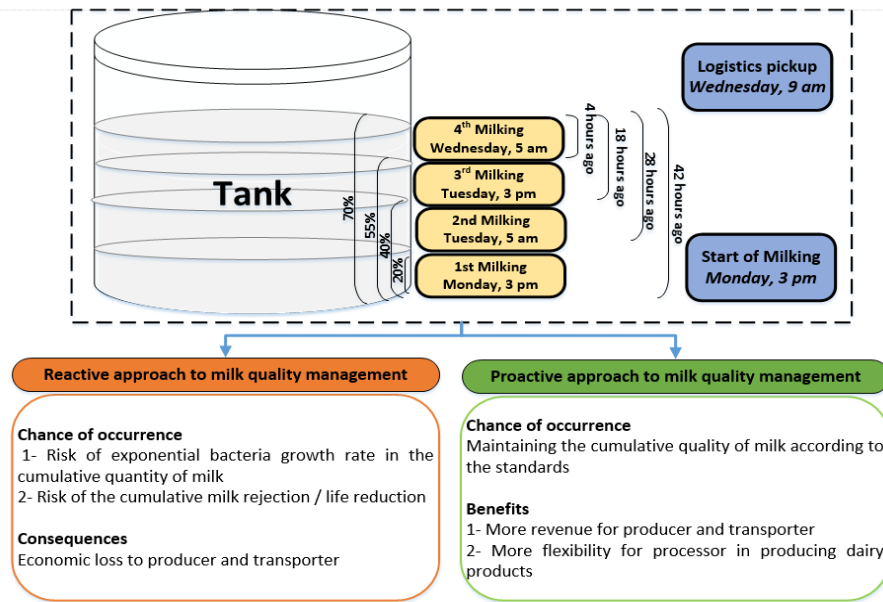 Logistics pickup
Wednesday, 9 am
4th Milking
Wednesday, 5 am
3rd Milking
Tuesday, 3 pm
2nd Milking
Tuesday, 5 am
1st Milking
Monday, 3 pm
Tank
70%
55%
40%
20%
4 hours ago
18 hours ago
28 hours ago
42 hours ago
Start of Milking
Monday, 3 pm
Reactive approach to milk quality management
Chance of occurrence
1- Risk of exponential bacteria growth rate in the
cumulative quantity of milk
2- Risk of the cumulative milk rejection / life reduction
Consequences
Economic loss to producer and transporter
Proactive approach to milk quality management
Chance of occurrence
Maintaining the cumulative quality of milk according to
the standards
Benefits
1- More revenue for producer and transporter
2- More flexibility for processor in producing dairy
products